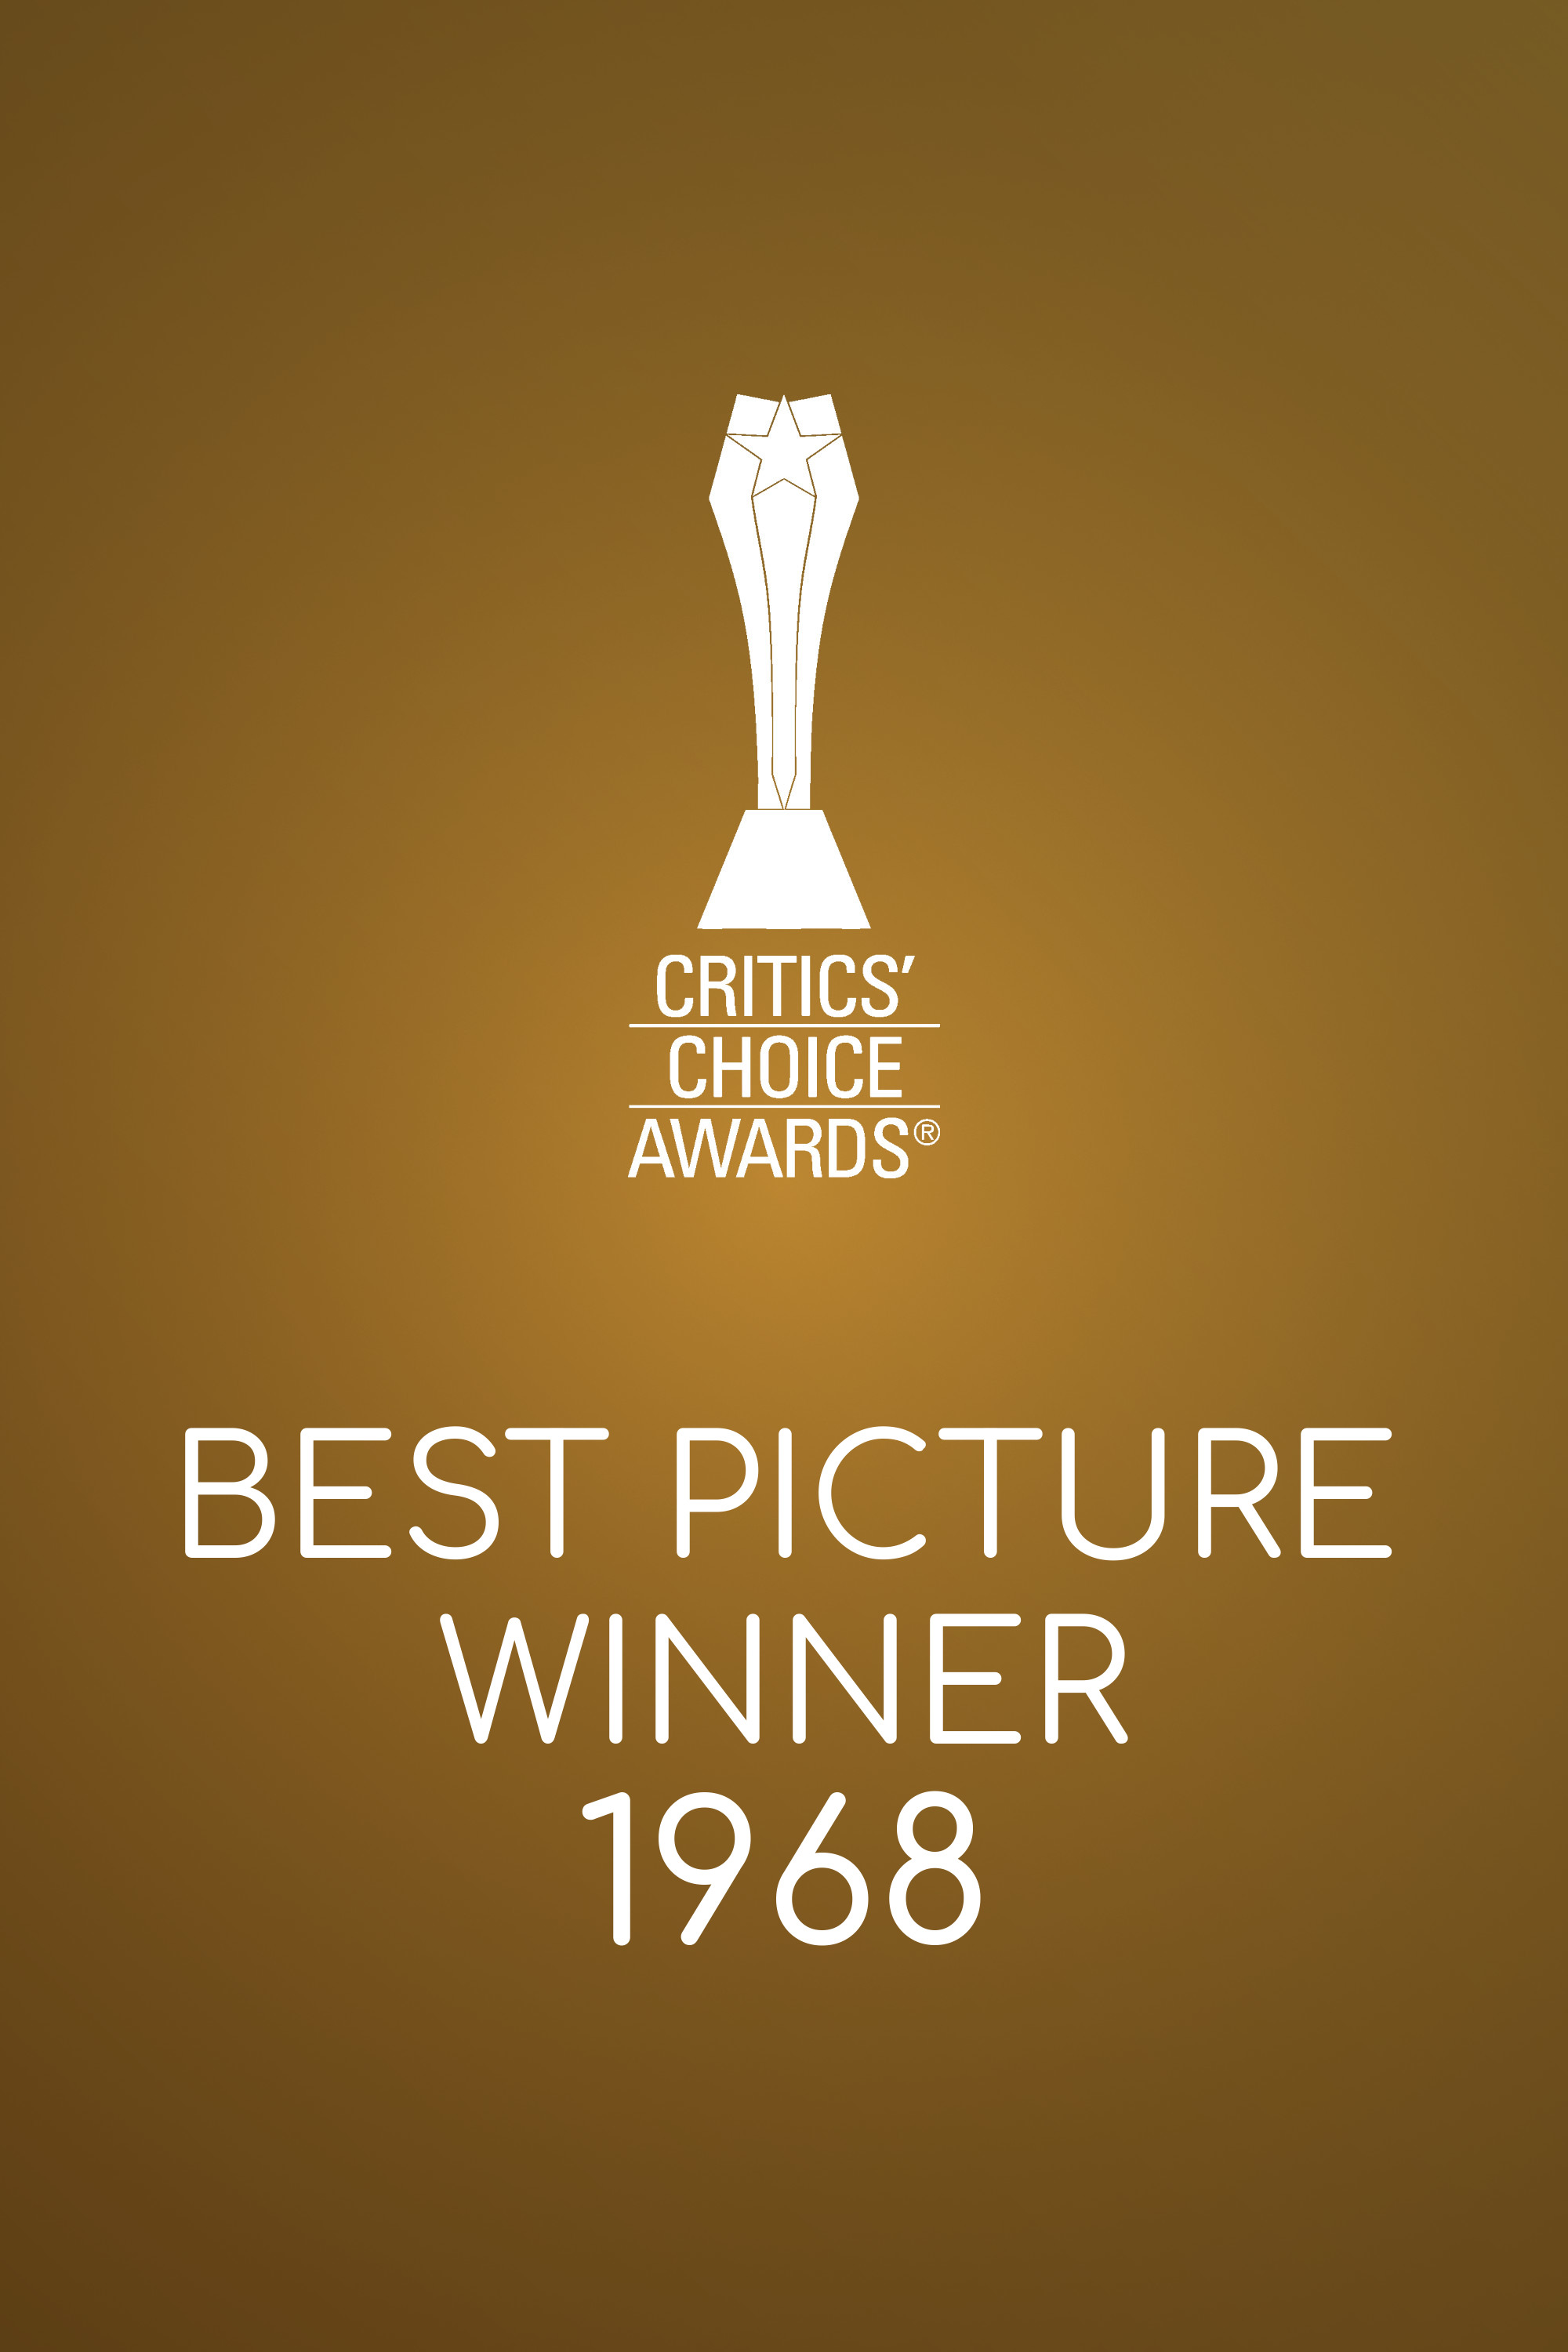 CRITICS'
CHOICE
AWARDS®
BEST PICTURE
WINNER
1968